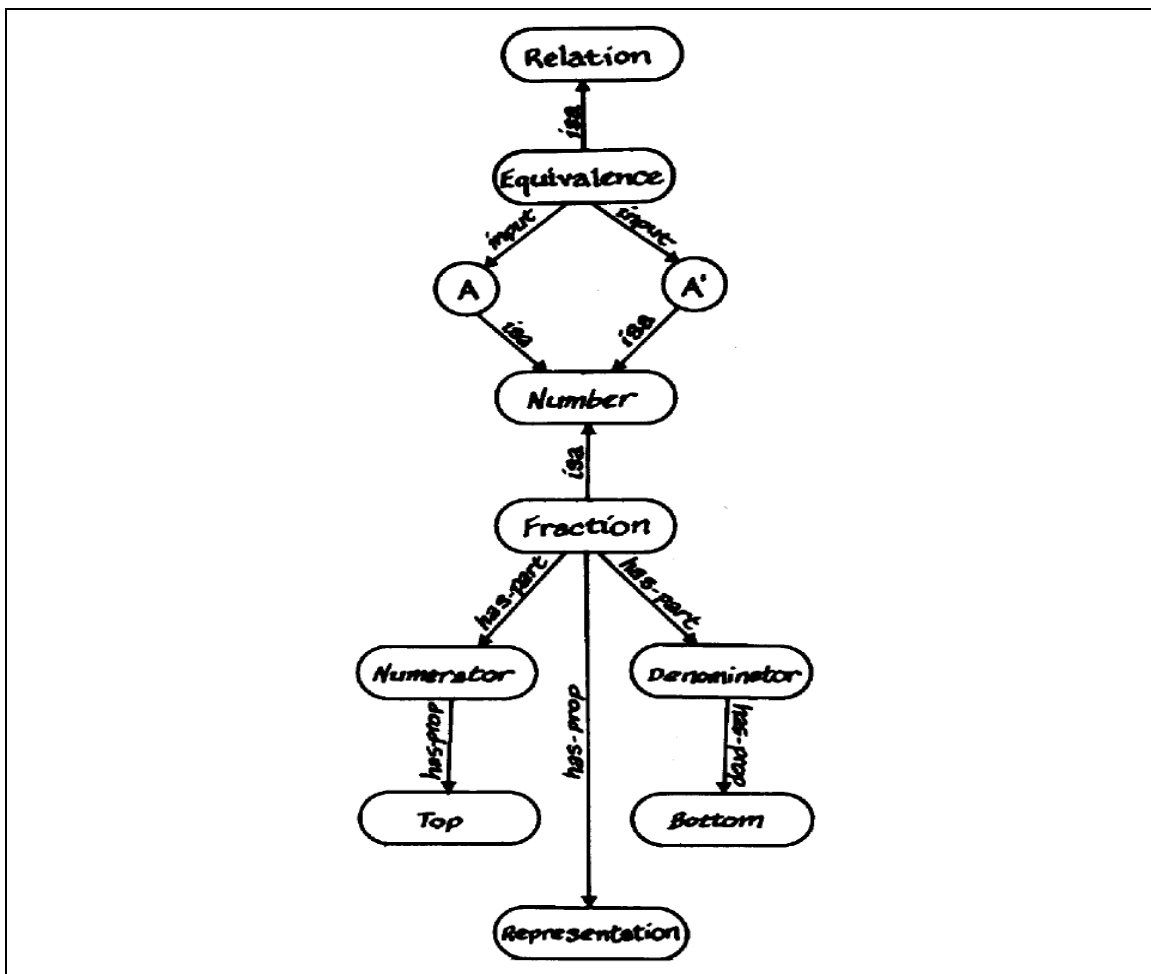 Relation
isa
Equivalence
input
input
A
A'
isa
isa
Number
isa
Fraction
has-part
has-part
Numerator
Denominator
has-prop
has-prop
has-prop
Top
Bottom
Representation